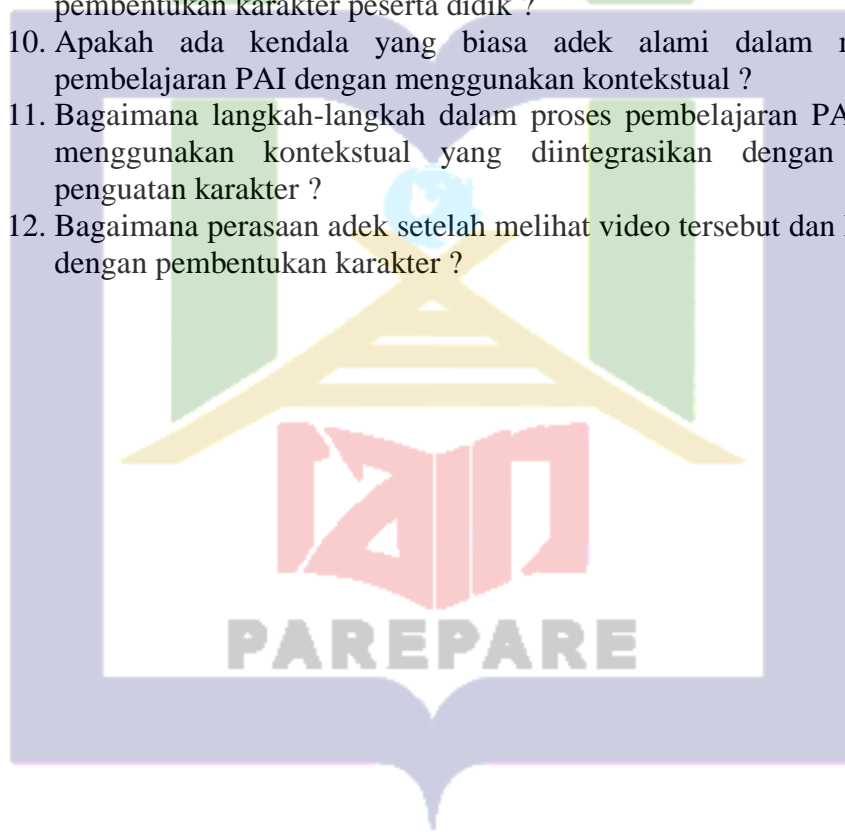 pembentukan karakter peserta didik ?
10. Apakah ada kendala yang biasa adek alami dalam
pembelajaran PAI dengan menggunakan kontekstual ?
11. Bagaimana langkah-langkah dalam proses pembelajaran
menggunakan kontekstual yang diintegrasikan dengan
penguatan karakter ?
12. Bagaimana perasaan adek setelah melihat video tersebut dan
dengan pembentukan karakter ?
iain
PAREPARE